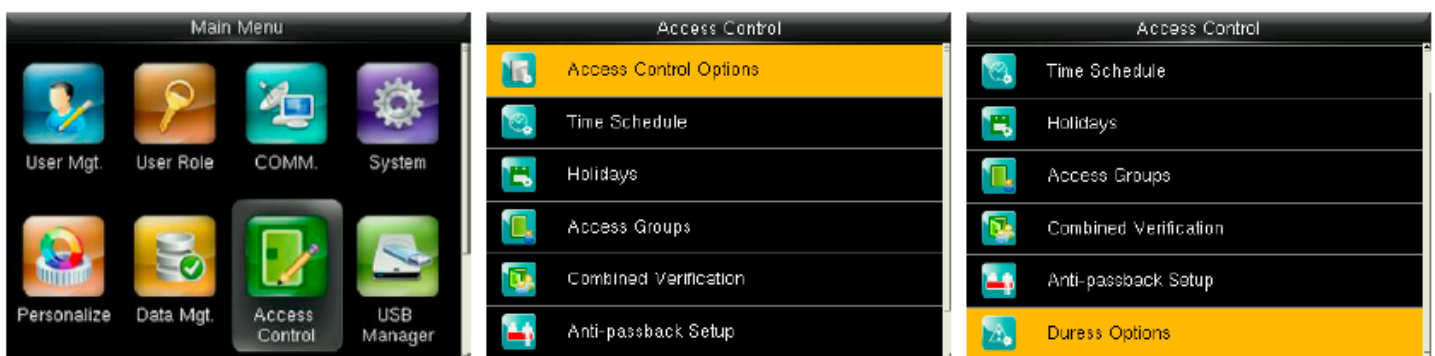 Main Menu
User Mgt.
User Role
COMM.
System
Personalize
Data Mgt.
Access
Control
USB
Manager
Access Control
Access Control Options
Time Schedule
Holidays
Access Groups
Combined Verification
Anti-passback Setup
Access Control
Time Schedule
Holidays
Access Groups
Combined Verification
Anti-passback Setup
Duress Options